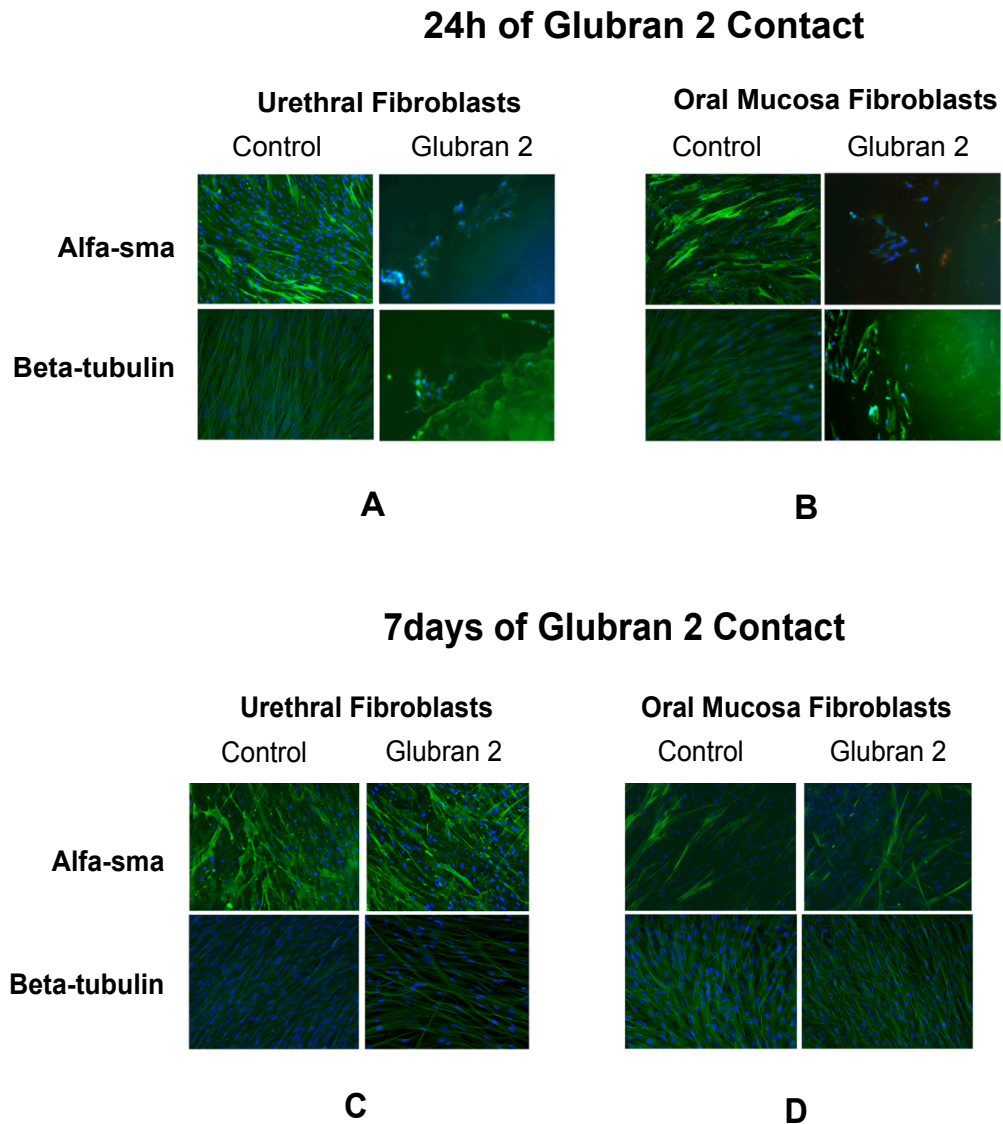 24h of Glubran 2 Contact
Urethral Fibroblasts
Oral Mucosa Fibroblasts
Control
Glubran 2
Control
Glubran 2
Alfa-sma
Beta-tubulin
A
B
7days of Glubran 2 Contact
Urethral Fibroblasts
Oral Mucosa Fibroblasts
Control
Glubran 2
Control
Glubran 2
Alfa-sma
Beta-tubulin
C
D